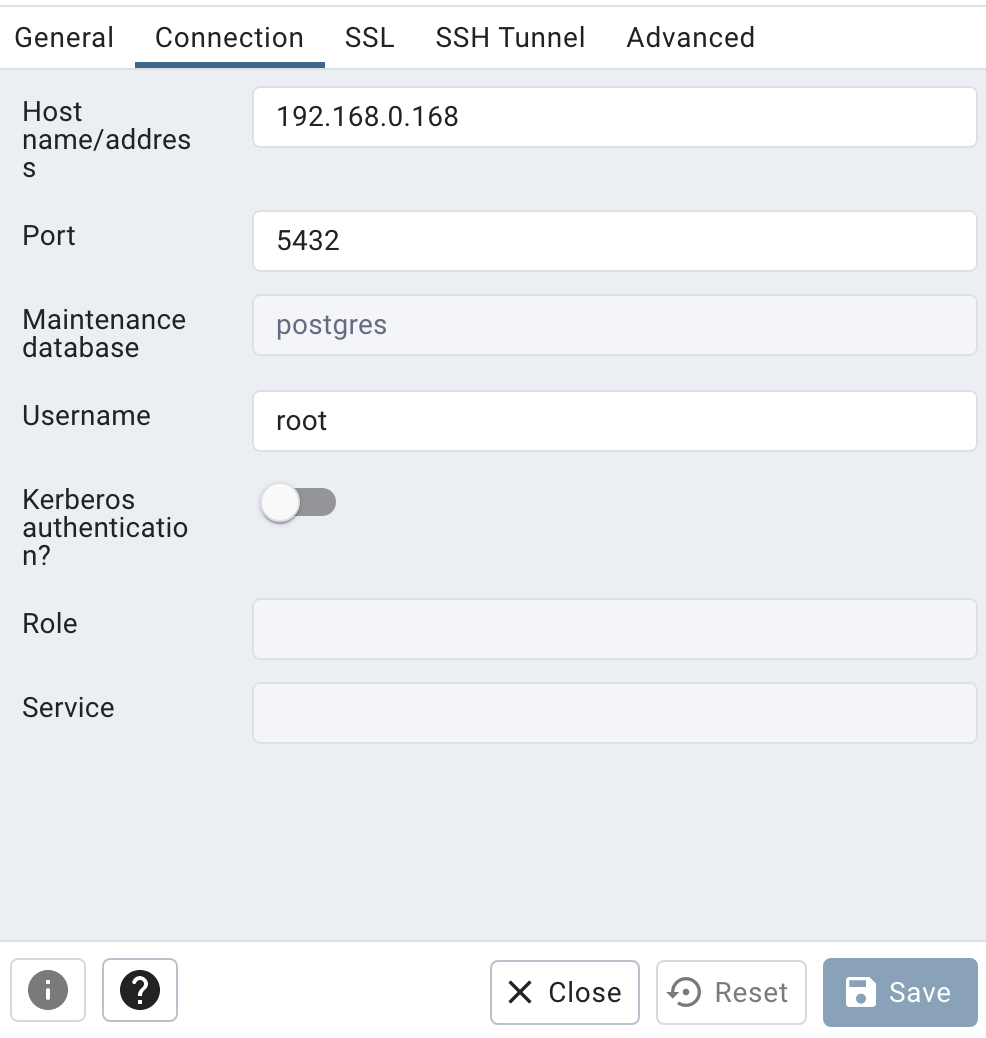 General Connection SSL SSH Tunnel Advanced
Host
name/addres
s
192.168.0.168
Port
5432
Maintenance
database
postgres
Username
root
Kerberos
authenticatio
n?
Role
Service
Close Reset Save